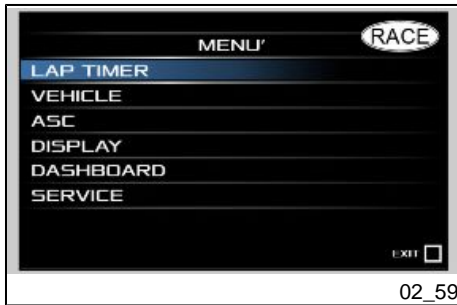 MENU'
RACE
LAP TIMER
VEHICLE
ASC
DISPLAY
DASHBOARD
SERVICE
EXIT
02_59